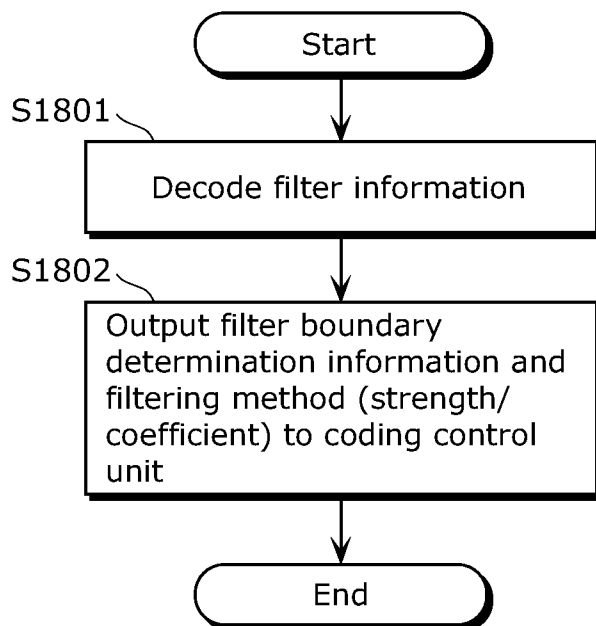 Start
S1801
Decode filter information
S1802
Output filter boundary
determination information and
filtering method (strength/
coefficient) to coding control
unit
End